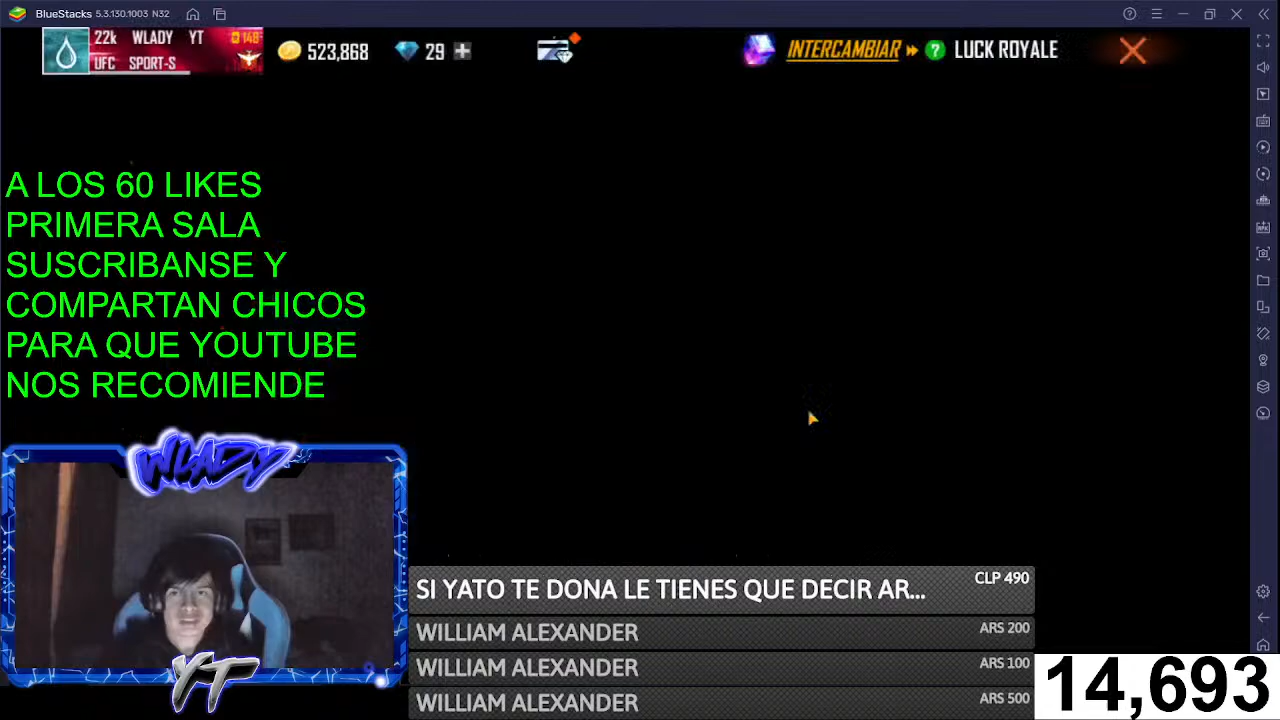 BlueStacks 5.3.130.1003 N32
22k WLADY YT 148
UFC SPORT-S
523,868
29
INTERCAMBIAR
LUCK ROYALE
A LOS 60 LIKES
PRIMERA SALA
SUSCRIBANSE Y
COMPARTAN CHICOS
PARA QUE YOUTUBE
NOS RECOMIENDE
WLADY
YT
SI YATO TE DONA LE TIENES QUE DECIR AR... CLP 490
WILLIAM ALEXANDER ARS 200
WILLIAM ALEXANDER ARS 100
WILLIAM ALEXANDER ARS 500
14,693